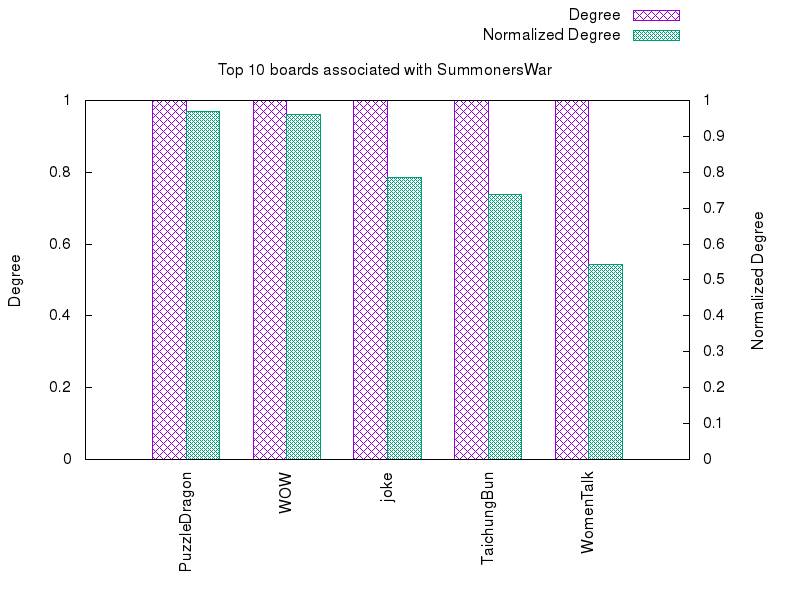 Degree
Normalized Degree
Top 10 boards associated with SummonersWar
1
0.8
0.6
0.4
0.2
0
1
0.9
0.8
0.7
0.6
0.5
0.4
0.3
0.2
0.1
0
Degree
Normalized Degree
PuzzleDragon
WOW
joke
TaichungBun
WomenTalk